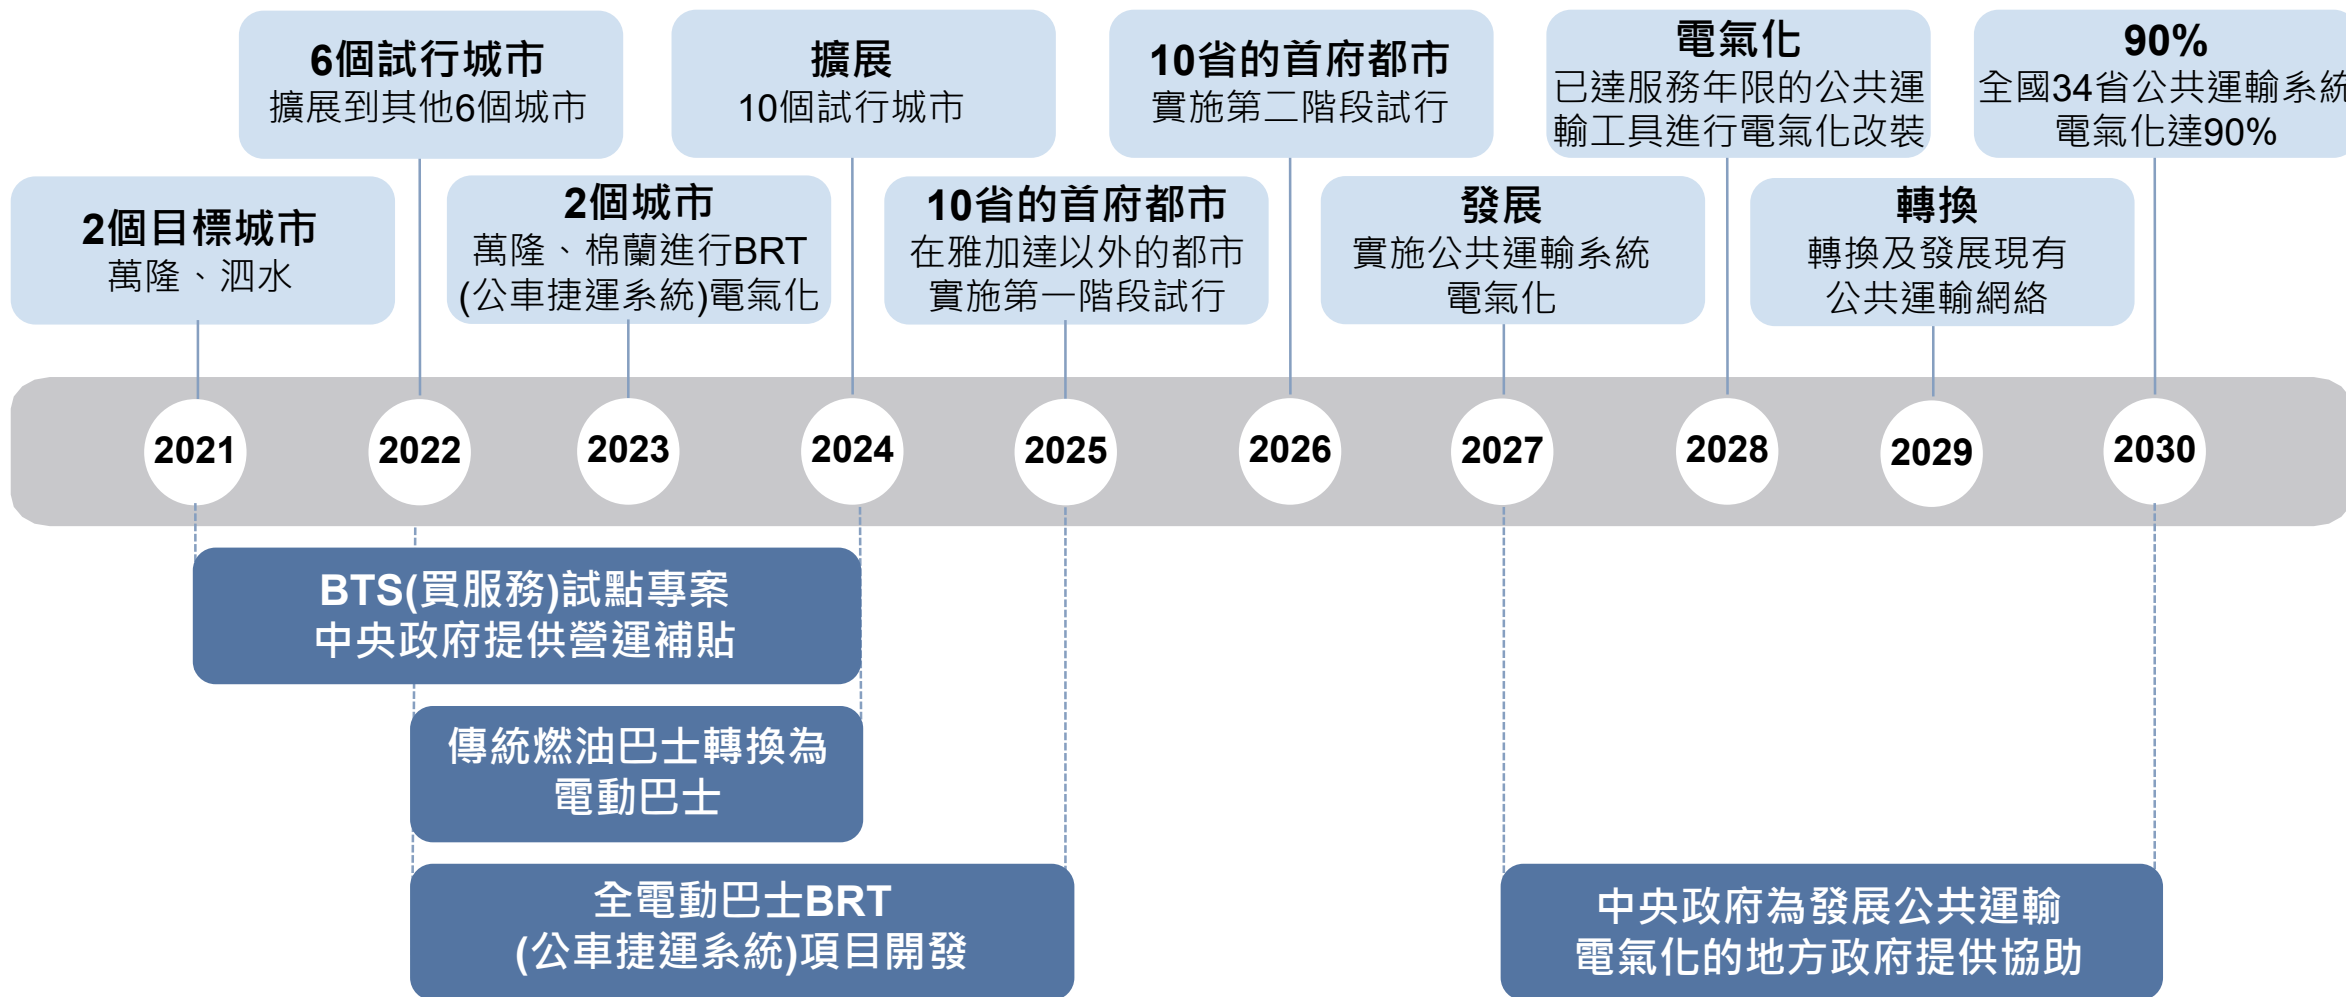 6個試行城市
擴展到其他6個城市
擴展
10個試行城市
10省的首府都市
實施第二階段試行
電氣化
已達服務年限的公共運
輸工具進行電氣化改裝
90%
全國34省公共運輸系統
電氣化達90%
2個目標城市
萬隆、泗水
2個城市
萬隆、棉蘭進行BRT
(公車捷運系統)電氣化
10省的首府都市
在雅加達以外的都市
實施第一階段試行
發展
實施公共運輸系統
電氣化
轉換
轉換及發展現有
公共運輸網絡
2021
2022
2023
2024
2025
2026
2027
2028
2029
2030
BTS(買服務)試點專案
中央政府提供營運補貼
傳統燃油巴士轉換為
電動巴士
全電動巴士BRT
(公車捷運系統)項目開發
中央政府為發展公共運輸
電氣化的地方政府提供協助